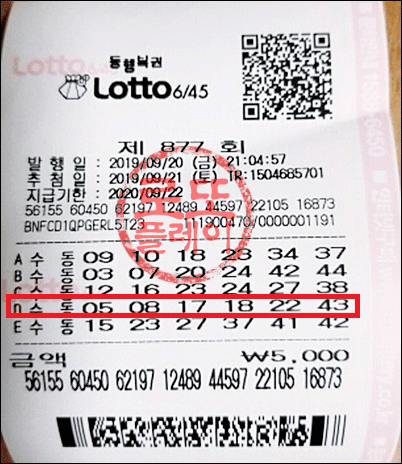 동행복권
Lotto 6/45
제 877 회
발 행 일 : 2019/09/20 (금) 21:04:57
추 첨 일 : 2019/09/21 (토) TR:1504685701
지급기한 : 2020/09/22
56155 60450 62197 12489 44597 22105 16873
111900470/0000001191
로또
플레이
A 수 동 09 10 18 23 34 37
B 수 동 03 07 20 24 42 44
C 수 동 12 16 23 24 27 38
D 수 동 05 08 17 18 22 43
E 수 동 15 23 27 37 41 42
금액 ₩5,000
56155 60450 62197 12489 44597 22105 16873